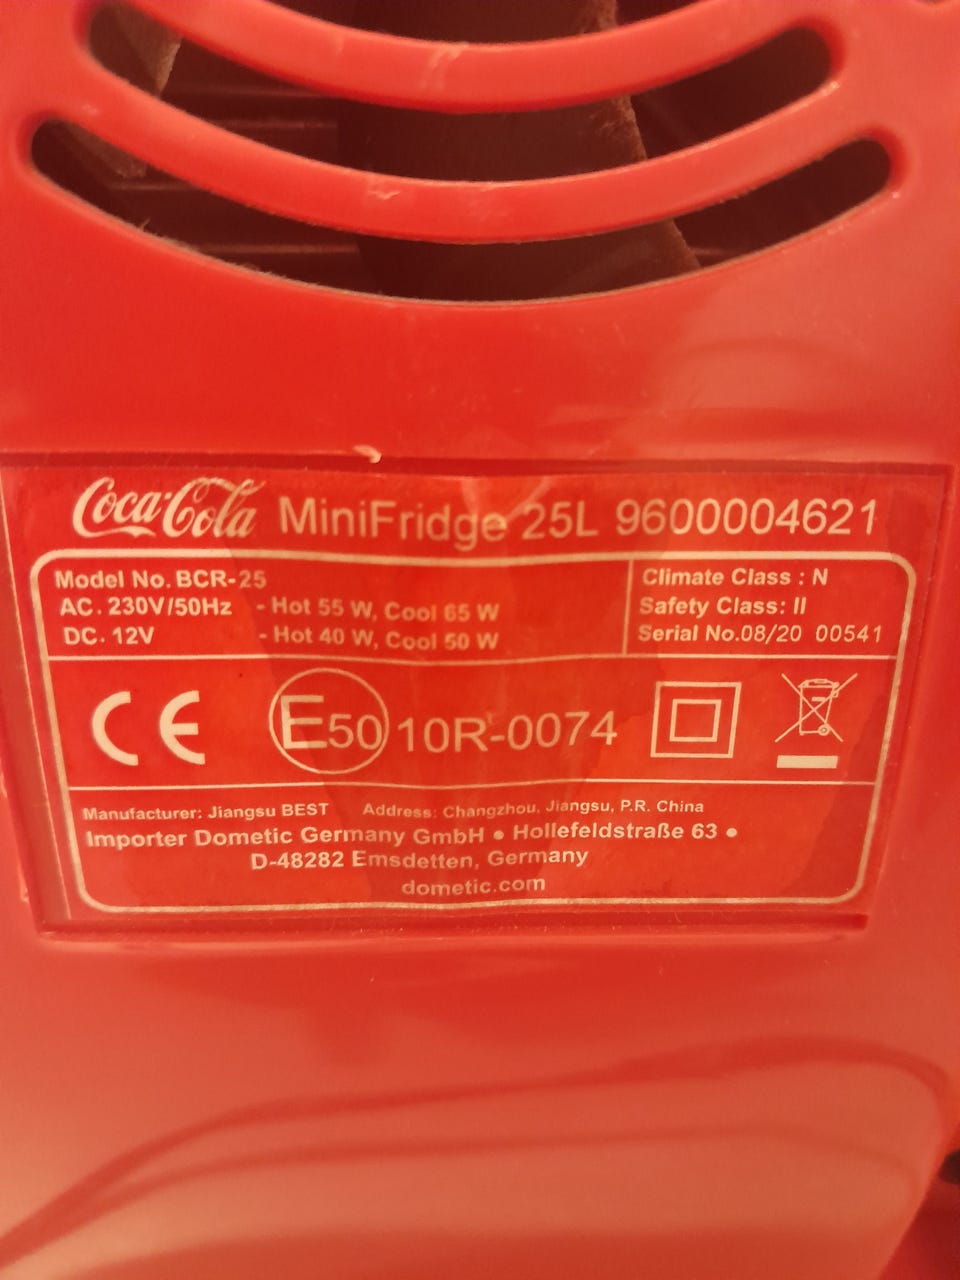 Coca-Cola MiniFridge 25L 9600004621
Model No. BCR-25
AC. 230V/50Hz - Hot 55 W, Cool 65 W
DC. 12V - Hot 40 W, Cool 50 W
Climate Class : N
Safety Class: II
Serial No.08/20 00541
CE E50 10R-0074
Manufacturer: Jiangsu BEST Address: Changzhou, Jiangsu, P.R. China
Importer Dometic Germany GmbH ● Hollefeldstraße 63 ●
D-48282 Emsdetten, Germany
dometic.com